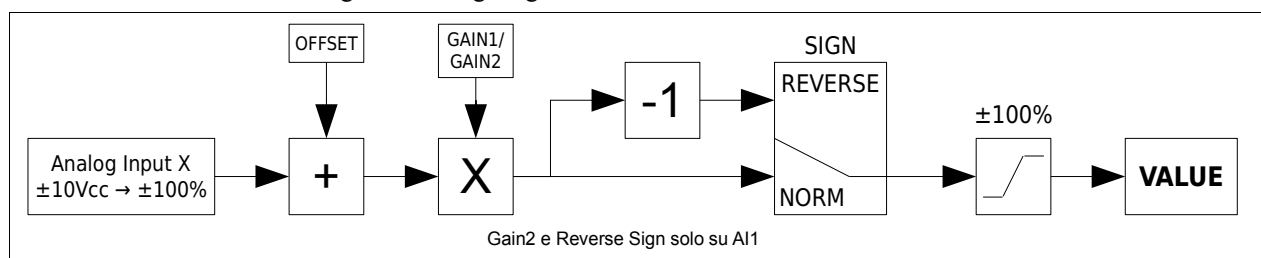 OFFSET
GAIN1/
GAIN2
SIGN
REVERSE
-1
±100%
Analog Input X
±10Vcc → ±100%
+
X
NORM
VALUE
Gain2 e Reverse Sign solo su AI1